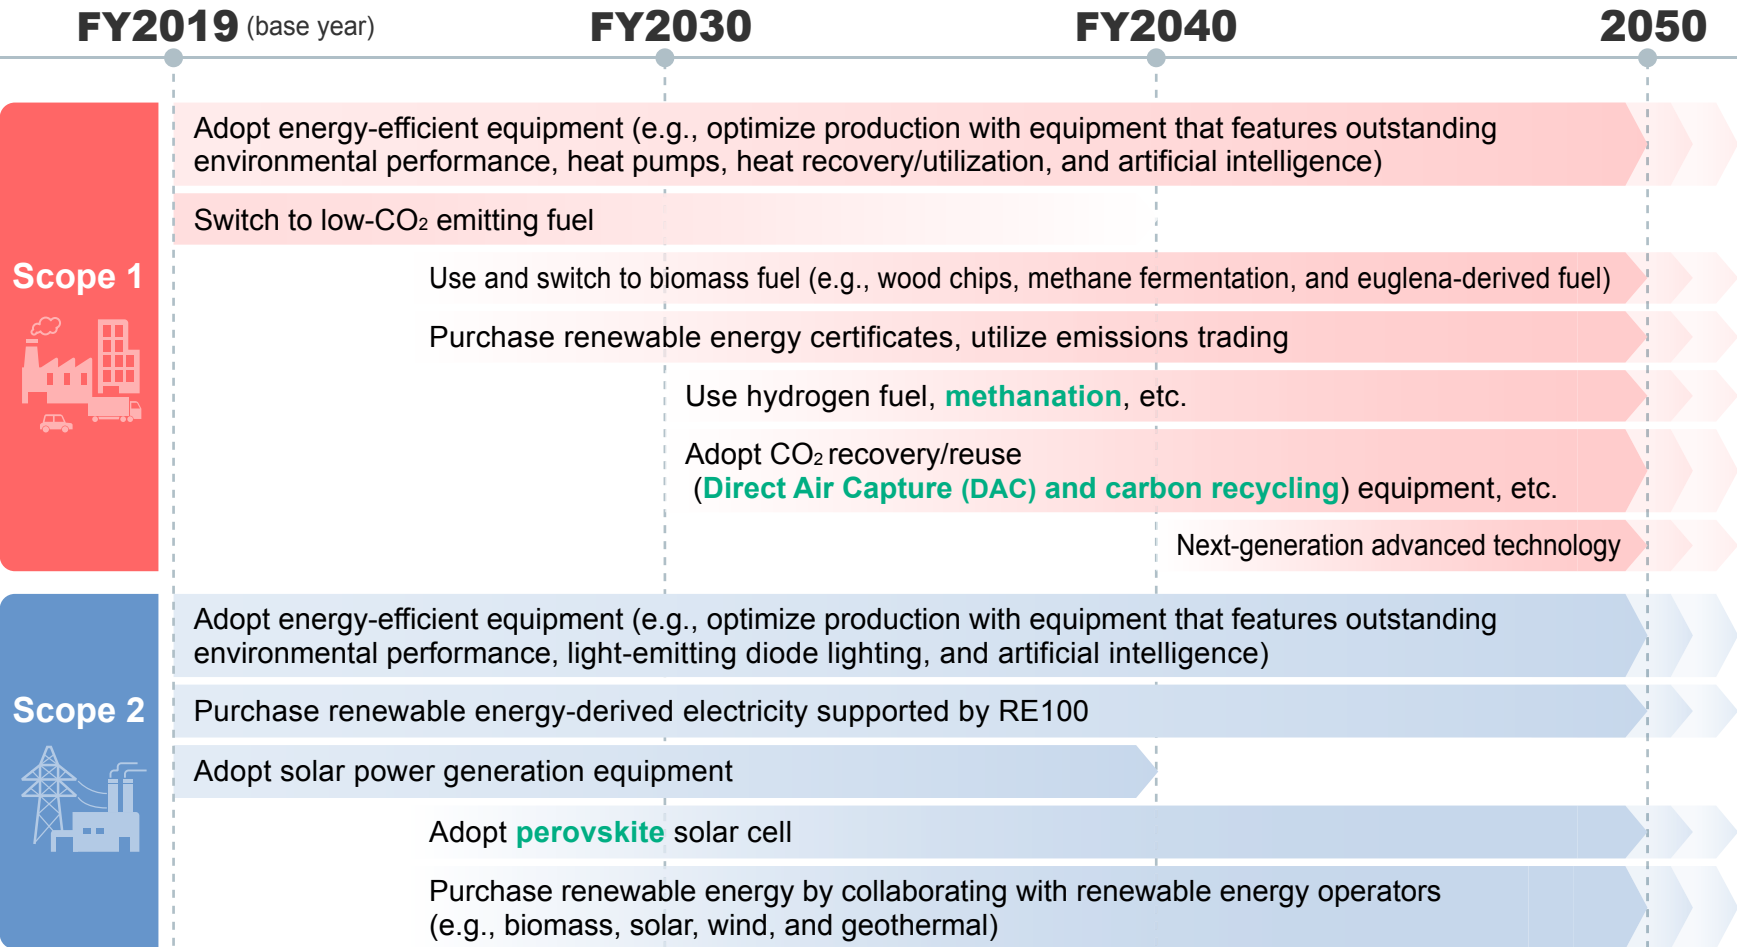 FY2019 (base year)
FY2030
FY2040
2050
Scope 1
Adopt energy-efficient equipment (e.g., optimize production with equipment that features outstanding
environmental performance, heat pumps, heat recovery/utilization, and artificial intelligence)
Switch to low-CO₂ emitting fuel
Use and switch to biomass fuel (e.g., wood chips, methane fermentation, and euglena-derived fuel)
Purchase renewable energy certificates, utilize emissions trading
Use hydrogen fuel, methanation, etc.
Adopt CO₂ recovery/reuse
(Direct Air Capture (DAC) and carbon recycling) equipment, etc.
Next-generation advanced technology
Scope 2
Adopt energy-efficient equipment (e.g., optimize production with equipment that features outstanding
environmental performance, light-emitting diode lighting, and artificial intelligence)
Purchase renewable energy-derived electricity supported by RE100
Adopt solar power generation equipment
Adopt perovskite solar cell
Purchase renewable energy by collaborating with renewable energy operators
(e.g., biomass, solar, wind, and geothermal)